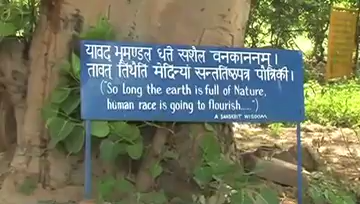 यावद भूमण्डल धत्ते सशैल वनकाननम् ।
तावत् तिष्ठति मेदिन्यां सन्ततिष्पुत्र पौत्रिकी ।
("So long the earth is full of Nature,
human race is going to flourish.....")
A SANSKRIT WISDOM